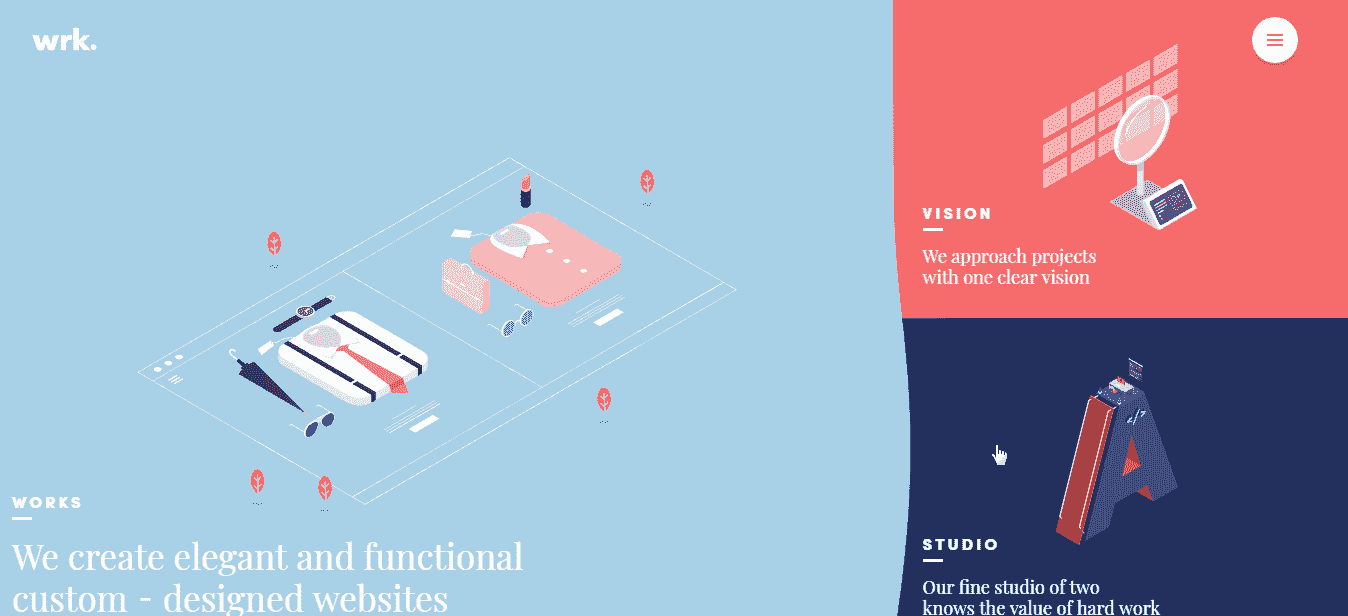 wrk.
WORKS
We create elegant and functional
custom - designed websites
VISION
We approach projects
with one clear vision
</>
STUDIO
Our fine studio of two
knows the value of hard work